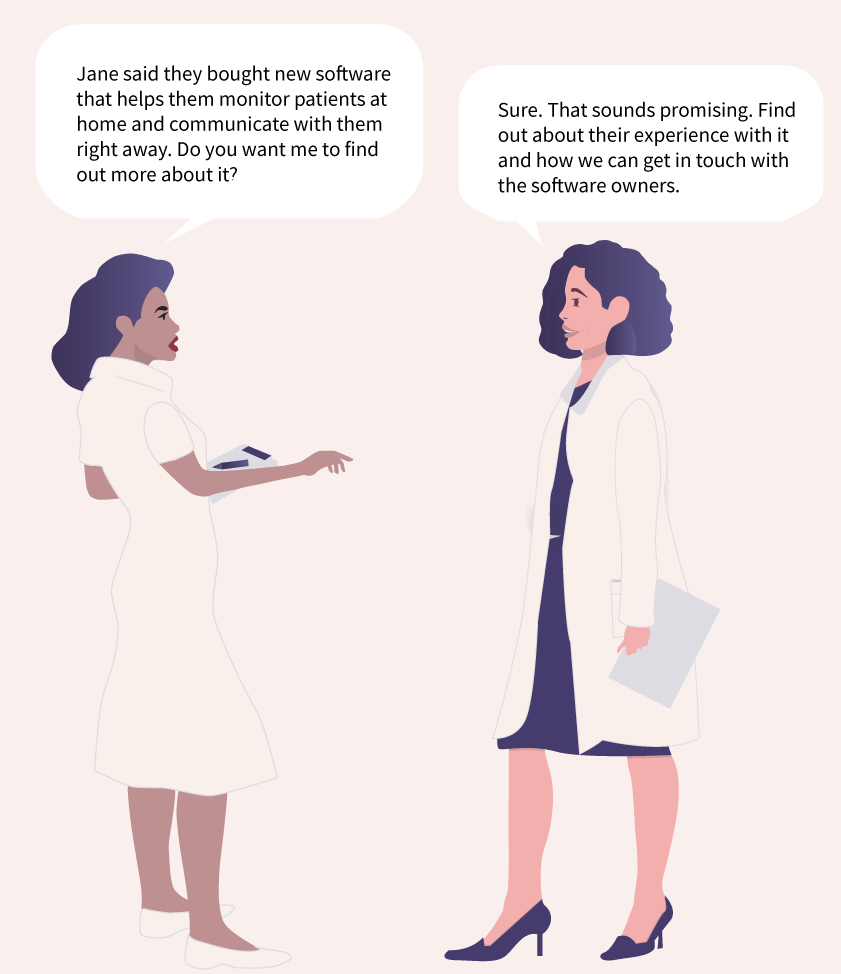 Jane said they bought new software
that helps them monitor patients at
home and communicate with them
right away. Do you want me to find
out more about it?
Sure. That sounds promising. Find
out about their experience with it
and how we can get in touch with
the software owners.